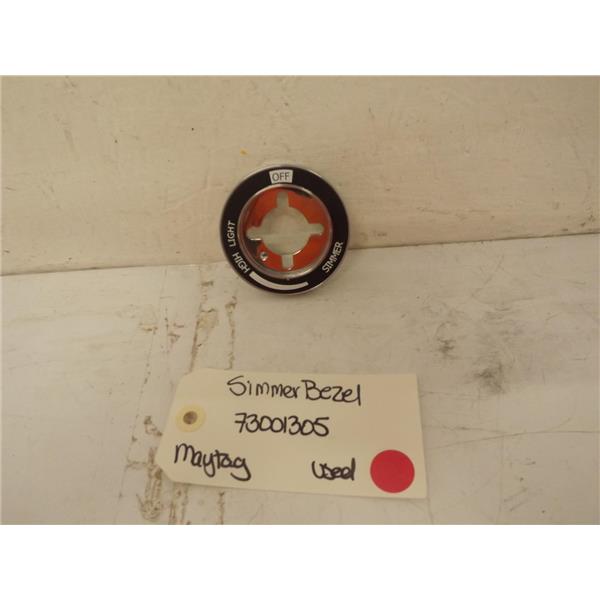 OFF
LIGHT
HIGH
SIMMER
Simmer Bezel
73001305
Maytag used